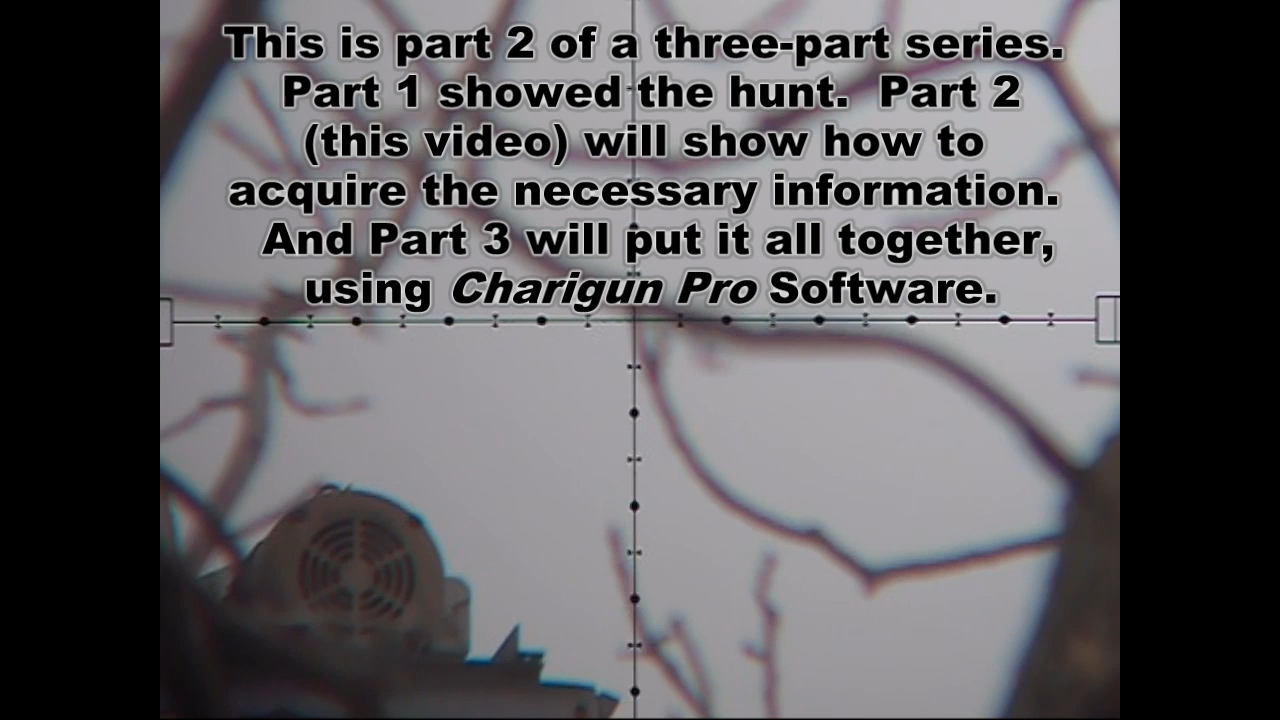 This is part 2 of a three-part series.
Part 1 showed the hunt. Part 2
(this video) will show how to
acquire the necessary information.
And Part 3 will put it all together,
using Charigun Pro Software.